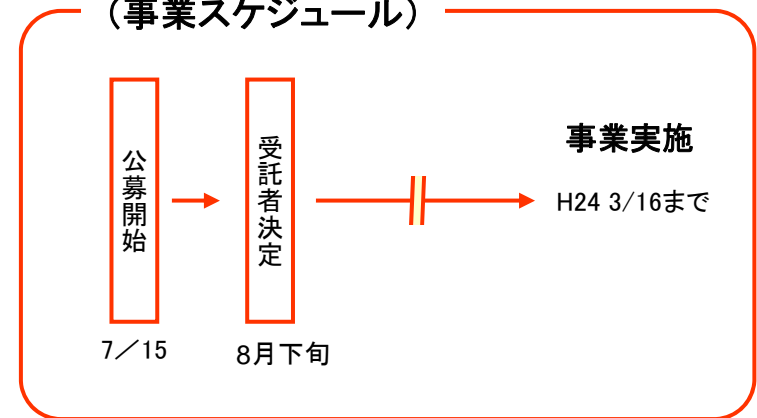 （事業スケジュール）
公募開始
受託者決定
事業実施
H24 3/16まで
7／15
8月下旬